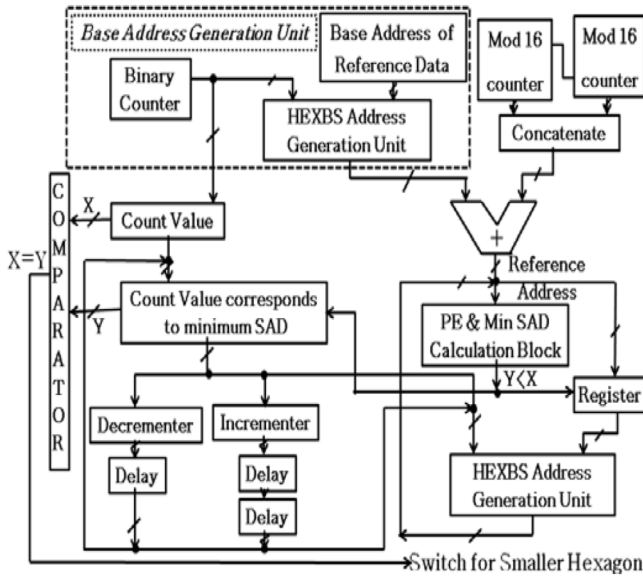 Base Address Generation Unit
Base Address of
Reference Data
Mod 16
counter
Mod 16
counter
Binary
Counter
HEXBS Address
Generation Unit
Concatenate
COMPARATOR
X
Count Value
+
X=Y
Reference
Address
Count Value corresponds
to minimum SAD
Y
PE & Min SAD
Calculation Block
Y<X
Register
Decrementer
Incrementer
Delay
Delay
Delay
HEXBS Address
Generation Unit
Switch for Smaller Hexagon